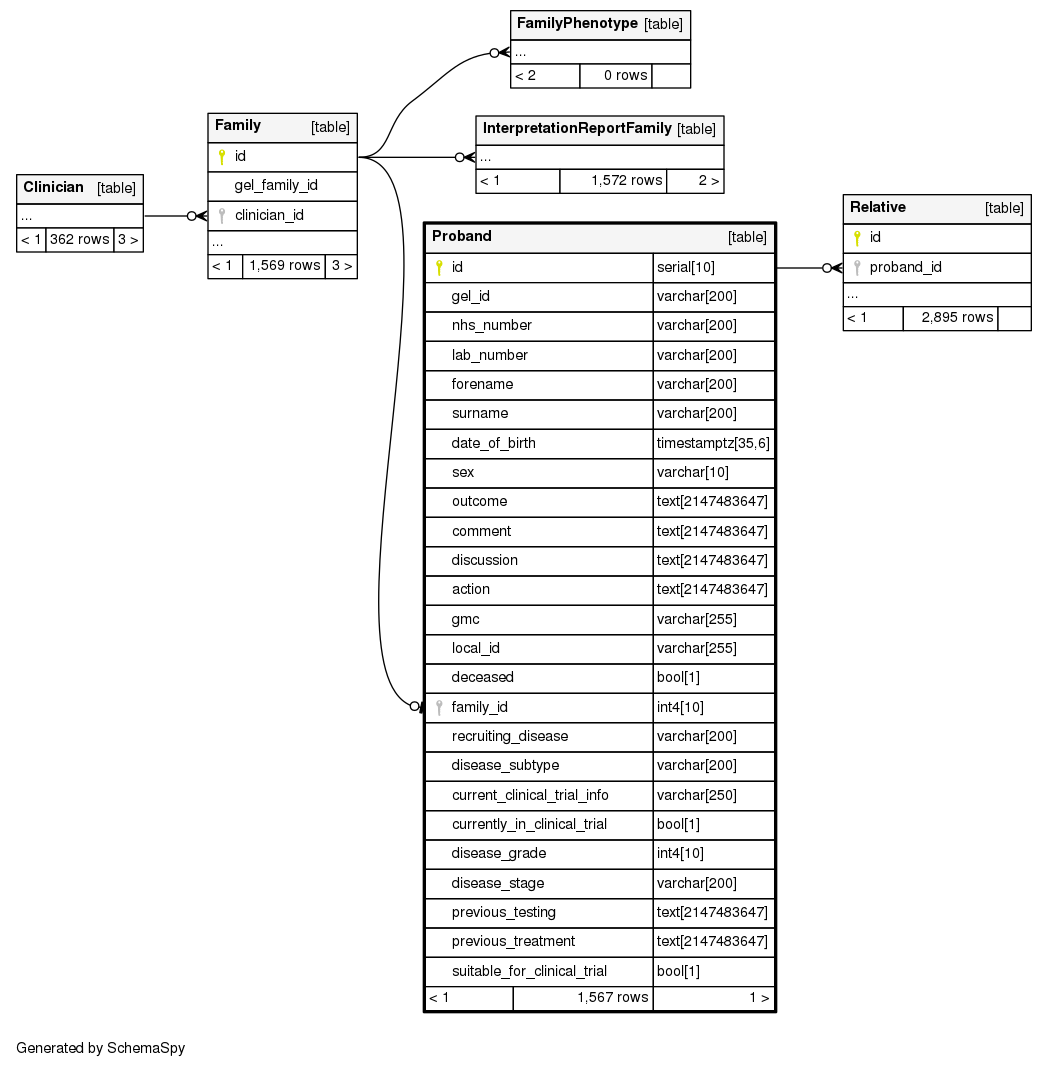 FamilyPhenotype [table]
...
< 2 0 rows
Family [table]
id
gel_family_id
clinician_id
...
< 1 1,569 rows 3 >
InterpretationReportFamily [table]
...
< 1 1,572 rows 2 >
Clinician [table]
...
< 1 362 rows 3 >
Relative [table]
id
proband_id
...
< 1 2,895 rows
Proband [table]
id serial[10]
gel_id varchar[200]
nhs_number varchar[200]
lab_number varchar[200]
forename varchar[200]
surname varchar[200]
date_of_birth timestamptz[35,6]
sex varchar[10]
outcome text[2147483647]
comment text[2147483647]
discussion text[2147483647]
action text[2147483647]
gmc varchar[255]
local_id varchar[255]
deceased bool[1]
family_id int4[10]
recruiting_disease varchar[200]
disease_subtype varchar[200]
current_clinical_trial_info varchar[250]
currently_in_clinical_trial bool[1]
disease_grade int4[10]
disease_stage varchar[200]
previous_testing text[2147483647]
previous_treatment text[2147483647]
suitable_for_clinical_trial bool[1]
< 1 1,567 rows 1 >
Generated by SchemaSpy